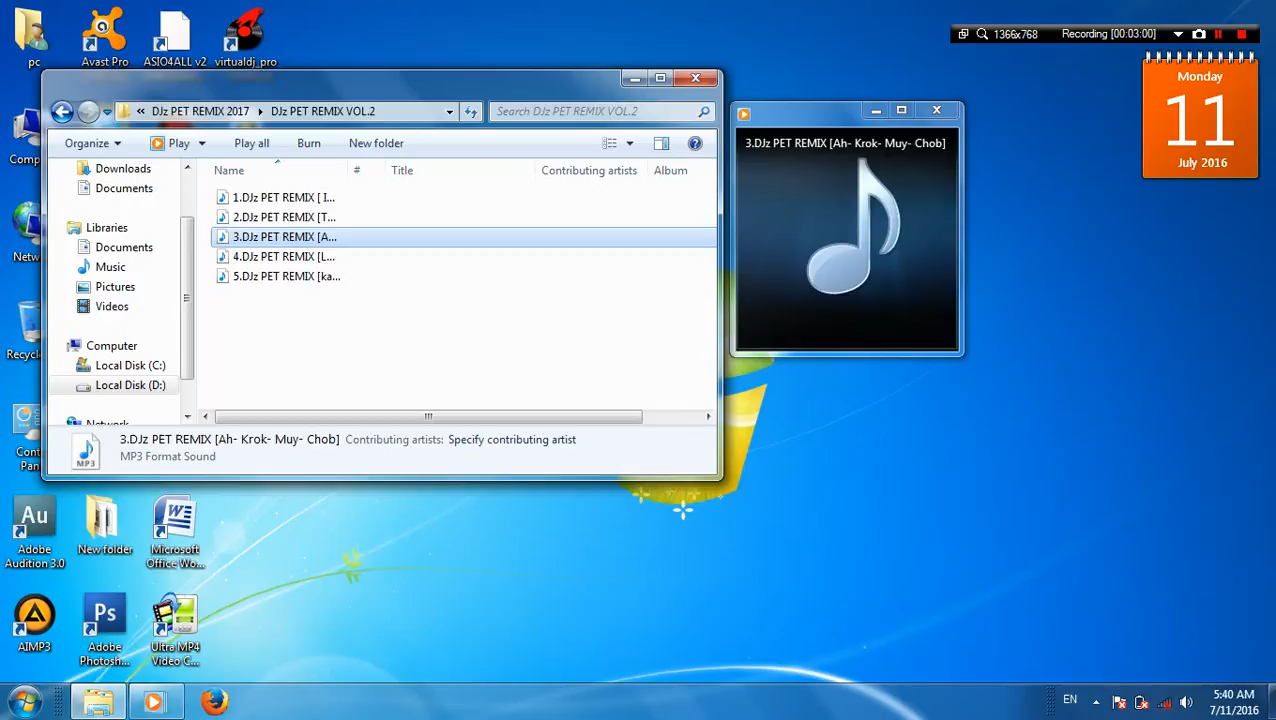 pc
Avast Pro
ASIO4ALL v2
virtualdj_pro
1366x768
Recording [00:03:00]
Monday
11
July 2016
DJz PET REMIX 2017
DJz PET REMIX VOL.2
Search DJz PET REMIX VOL.2
Organize
Play
Play all
Burn
New folder
Name
#
Title
Contributing artists
Album
Downloads
Documents
Libraries
Documents
Music
Pictures
Videos
Computer
Local Disk (C:)
Local Disk (D:)
Network
1.DJz PET REMIX [ I...
2.DJz PET REMIX [T...
3.DJz PET REMIX [A...
4.DJz PET REMIX [L...
5.DJz PET REMIX [ka...
3.DJz PET REMIX [Ah- Krok- Muy- Chob]
Contributing artists: Specify contributing artist
MP3 Format Sound
MP3
3.DJz PET REMIX [Ah- Krok- Muy- Chob]
Comp
Netw
Recycl
Cont
Pan
Au
Adobe
Audition 3.0
New folder
Microsoft
Office Wo...
AIMP3
Ps
Adobe
Photosh...
Ultra MP4
Video C...
EN
5:40 AM
7/11/2016